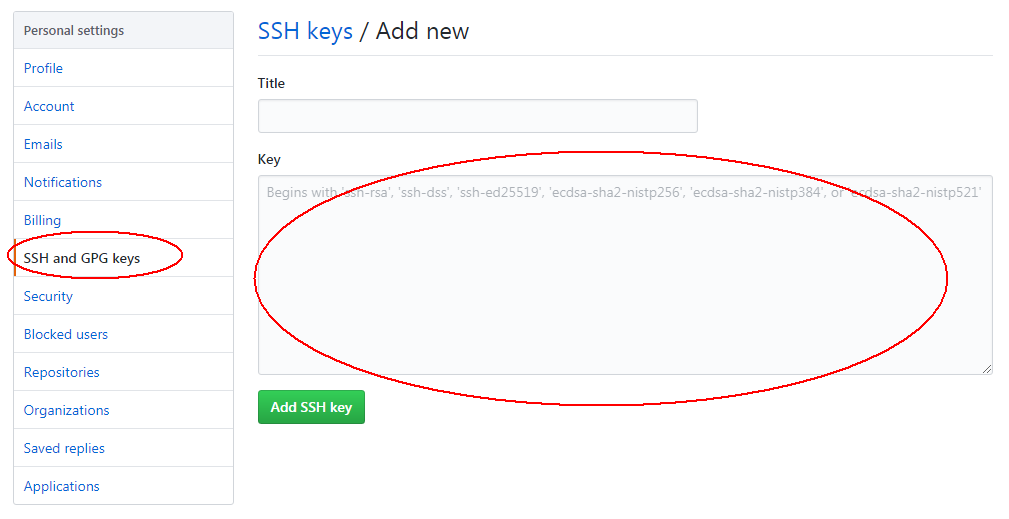 Personal settings
Profile
Account
Emails
Notifications
Billing
SSH and GPG keys
Security
Blocked users
Repositories
Organizations
Saved replies
Applications
SSH keys / Add new
Title
Key
Begins with 'ssh-rsa', 'ssh-dss', 'ssh-ed25519', 'ecdsa-sha2-nistp256', 'ecdsa-sha2-nistp384', or 'ecdsa-sha2-nistp521'
Add SSH key